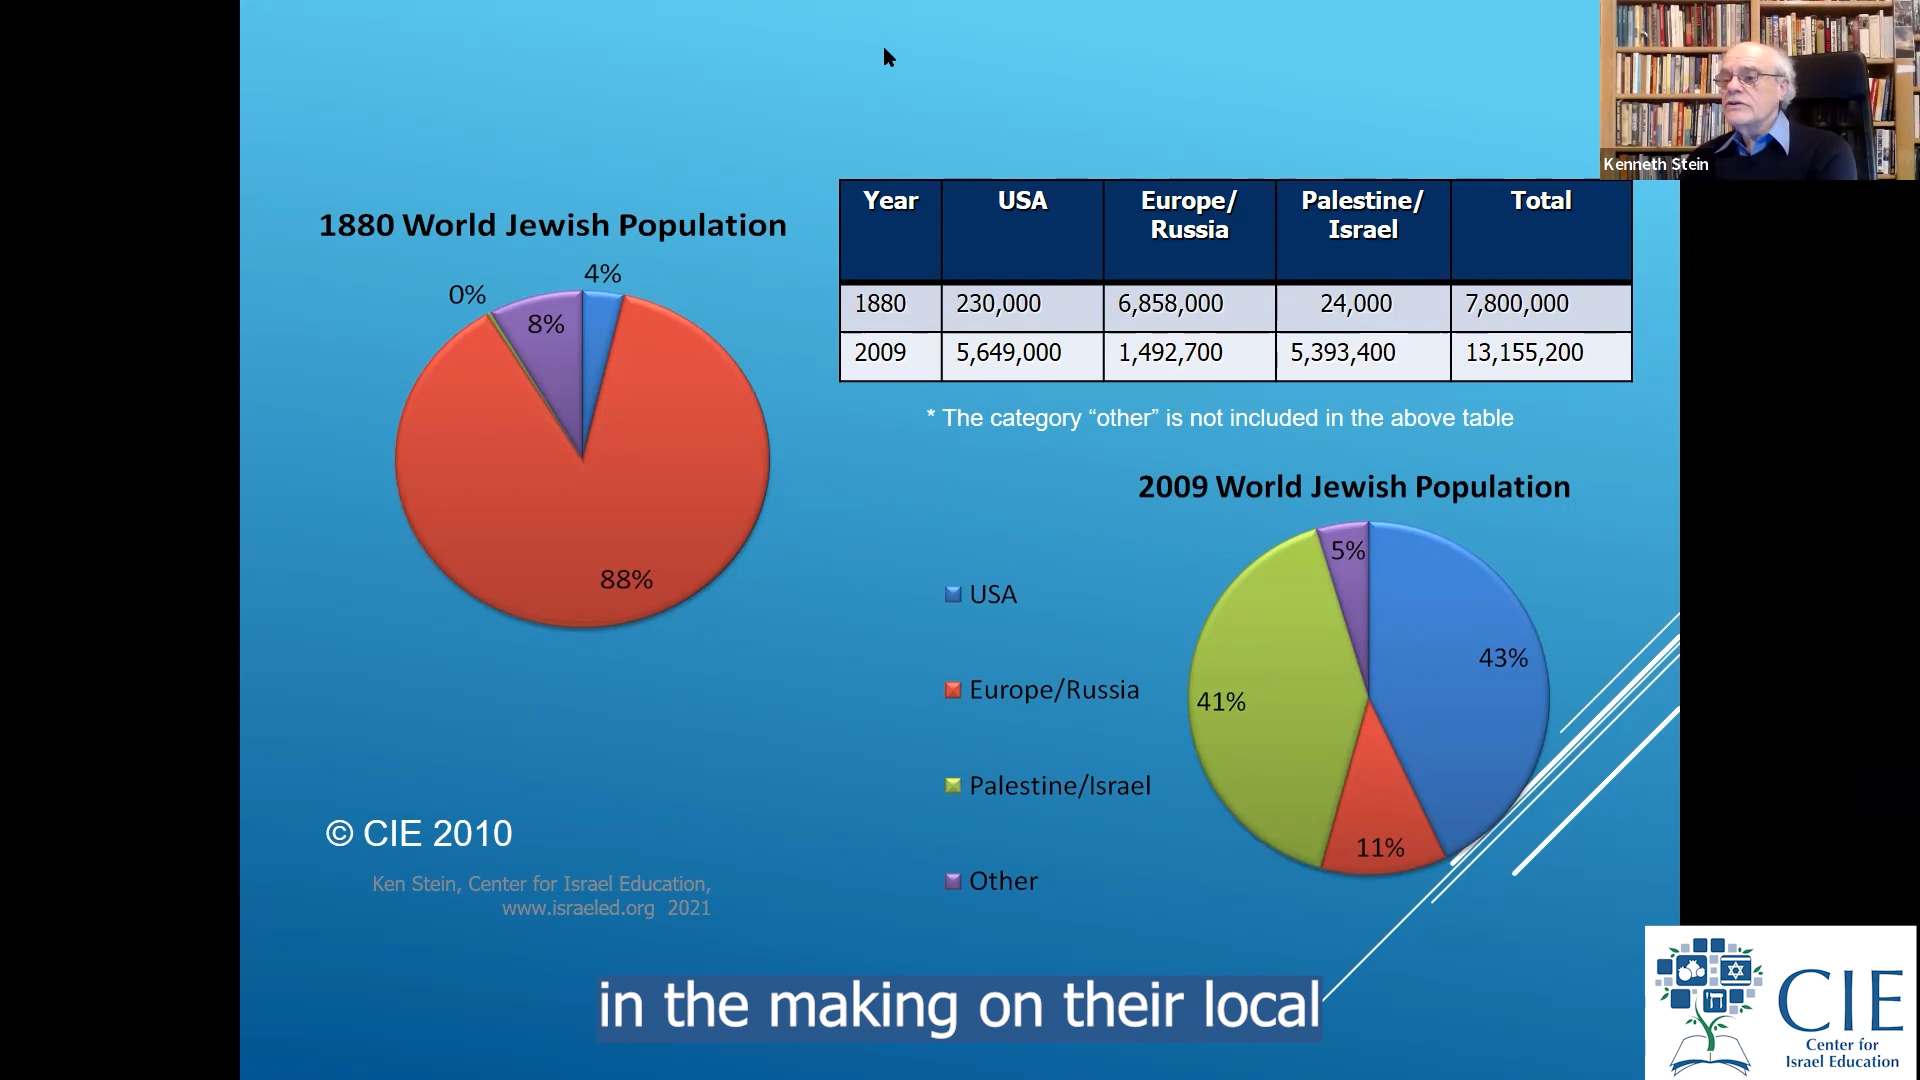 Kenneth Stein
1880 World Jewish Population
4%
0%
8%
88%
Year USA Europe/ Russia Palestine/ Israel Total
1880 230,000 6,858,000 24,000 7,800,000
2009 5,649,000 1,492,700 5,393,400 13,155,200
* The category “other” is not included in the above table
2009 World Jewish Population
5%
43%
41%
11%
USA
Europe/Russia
Palestine/Israel
Other
© CIE 2010
Ken Stein, Center for Israel Education,
www.israeled.org 2021
in the making on their local
CIE
Center for
Israel Education